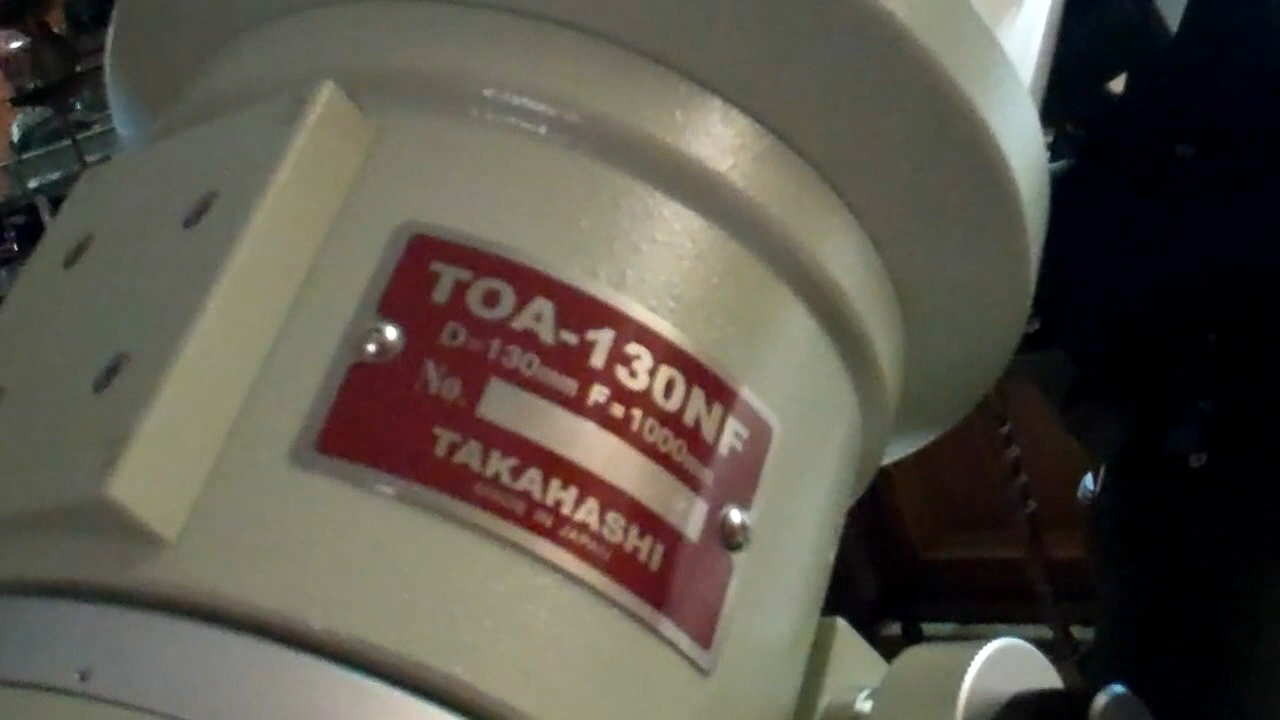 TOA-130NF
D=130mm F=1000mm
No.
TAKAHASHI
MADE IN JAPAN